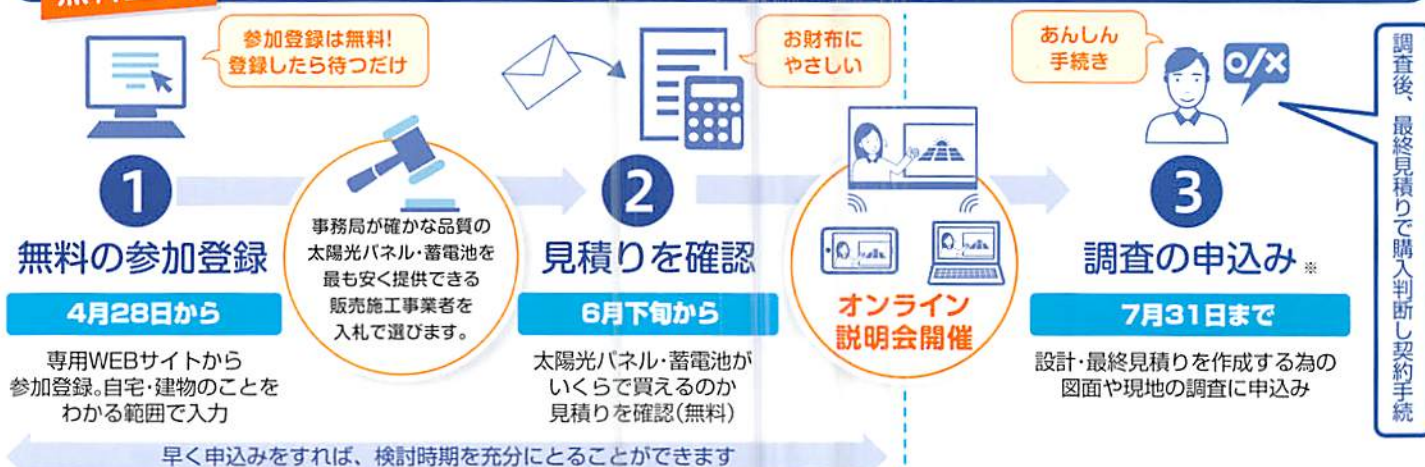 参加登録は無料!
登録したら待つだけ
1
無料の参加登録
4月28日から
専用WEBサイトから
参加登録。自宅・建物のことを
わかる範囲で入力
事務局が確かな品質の
太陽光パネル・蓄電池を
最も安く提供できる
販売施工事業者を
入札で選びます。
お財布に
やさしい
2
見積りを確認
6月下旬から
太陽光パネル・蓄電池が
いくらで買えるのか
見積りを確認(無料)
オンライン
説明会開催
あんしん
手続き
o/x
3
調査の申込み※
7月31日まで
設計・最終見積りを作成する為の
図面や現地の調査に申込み
調査後、最終見積りで購入判断し契約手続
早く申込みをすれば、検討時期を充分にとることができます